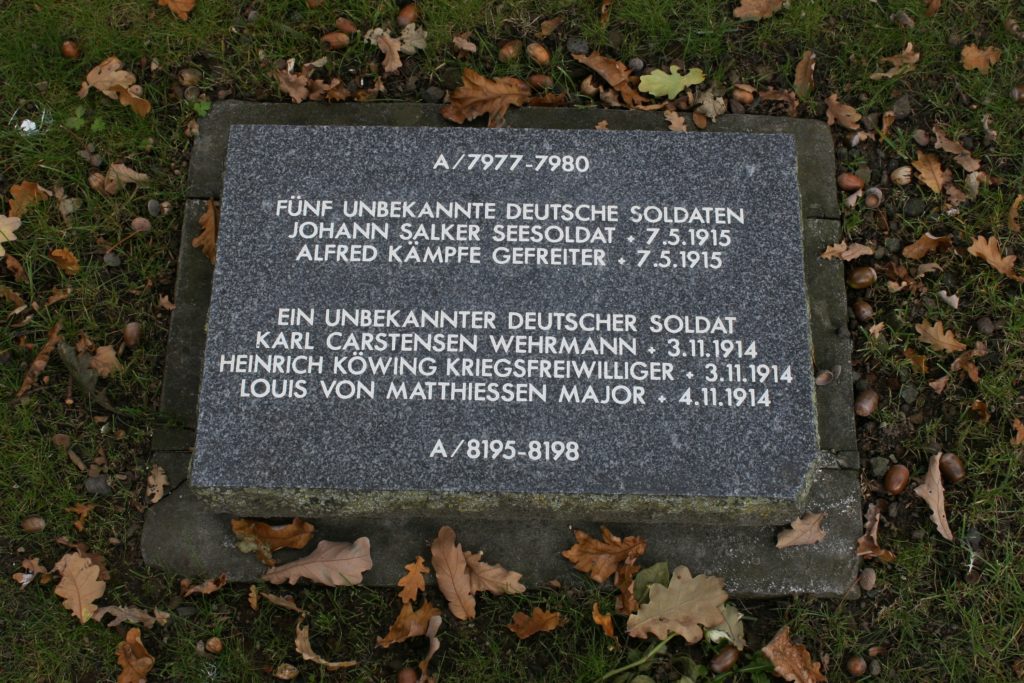 A/7977-7980
FÜNF UNBEKANNTE DEUTSCHE SOLDATEN
JOHANN SALKER SEESOLDAT + 7.5.1915
ALFRED KÄMPFE GEFREITER + 7.5.1915
EIN UNBEKANNTER DEUTSCHER SOLDAT
KARL CARSTENSEN WEHRMANN + 3.11.1914
HEINRICH KÖWING KRIEGSFREIWILLIGER + 3.11.1914
LOUIS VON MATTHIESSEN MAJOR + 4.11.1914
A/8195-8198